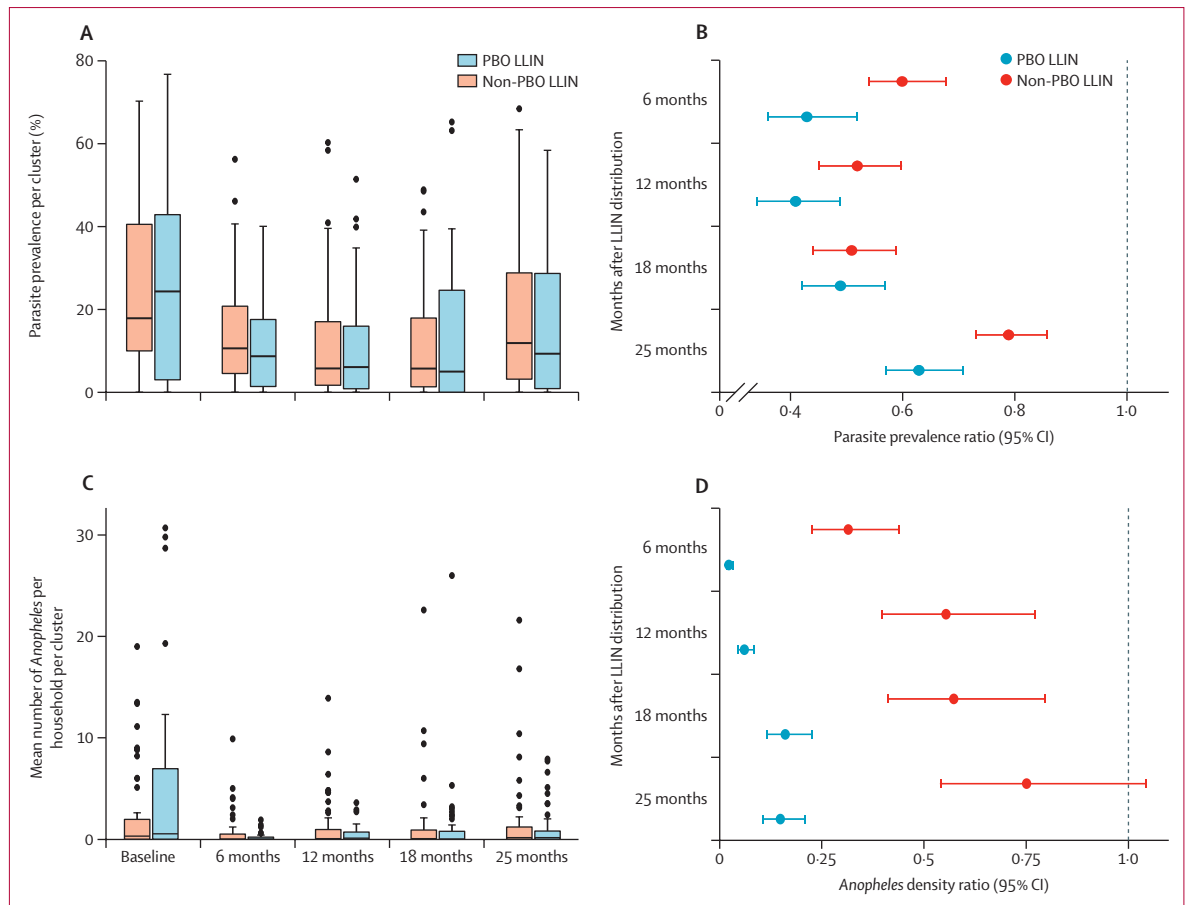 A
PBO LLIN
Non-PBO LLIN
Parasite prevalence per cluster (%)
80
60
40
20
0
B
PBO LLIN
Non-PBO LLIN
Months after LLIN distribution
6 months
12 months
18 months
25 months
0
0·4
0·6
0·8
1·0
Parasite prevalence ratio (95% CI)
C
Mean number of Anopheles per
household per cluster
30
20
10
0
Baseline
6 months
12 months
18 months
25 months
D
Months after LLIN distribution
6 months
12 months
18 months
25 months
0
0·25
0·5
0·75
1·0
Anopheles density ratio (95% CI)